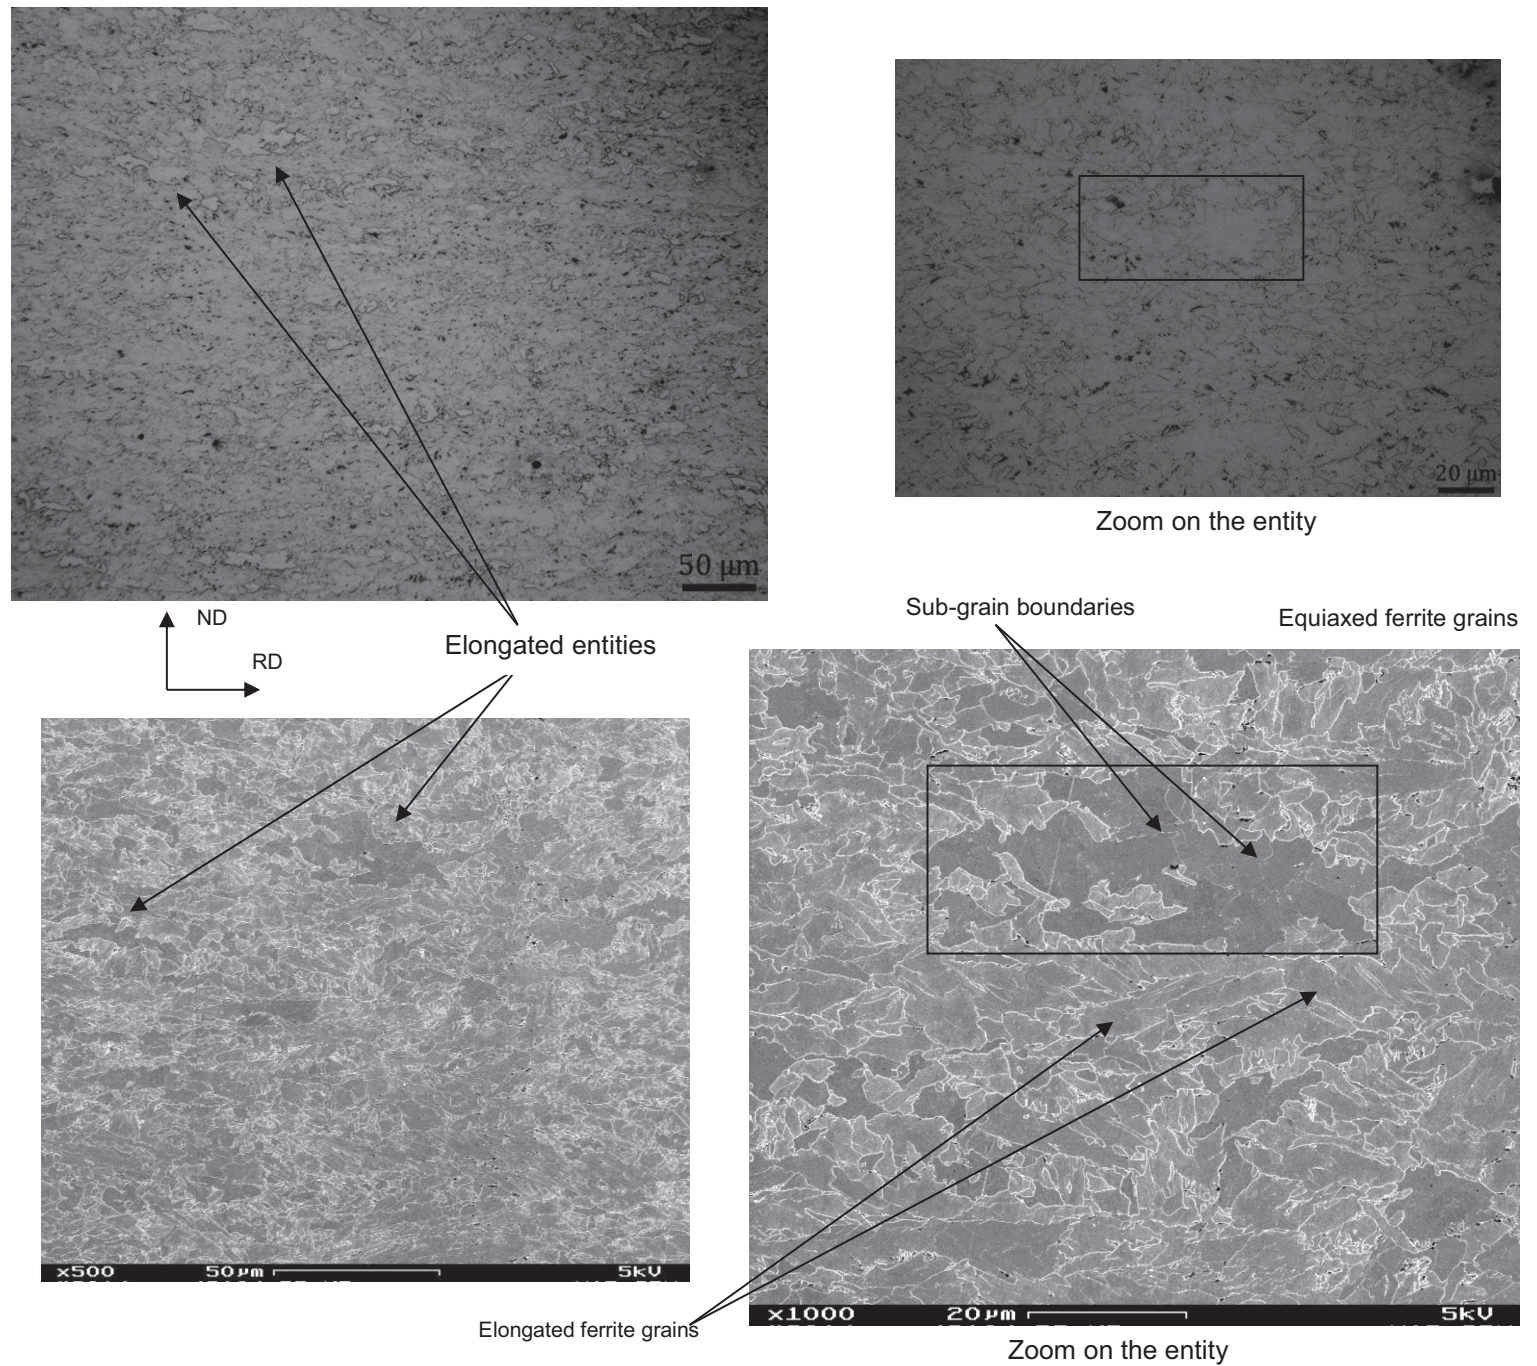 50 μm
20 μm
Zoom on the entity
ND
RD
Elongated entities
Sub-grain boundaries
Equiaxed ferrite grains
x500 50μm 5kV
x1000 20μm 5kV
Elongated ferrite grains
Zoom on the entity